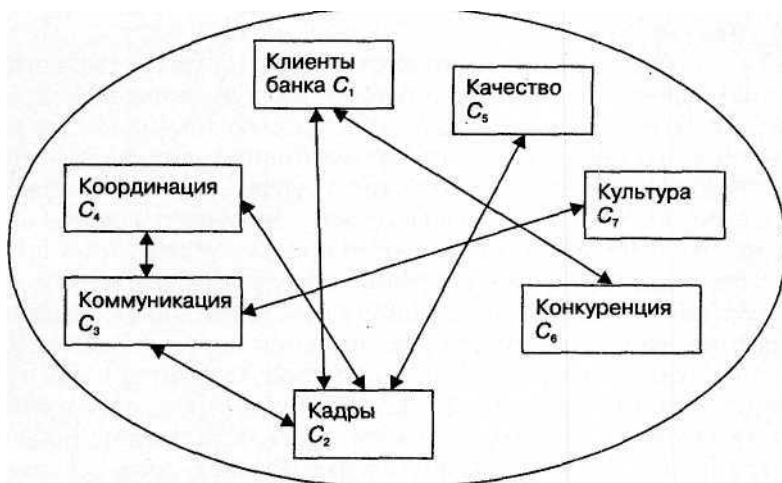 Клиенты
банка C₁
Качество
C₅
Координация
C₄
Культура
C₇
Коммуникация
C₃
Конкуренция
C₆
Кадры
C₂